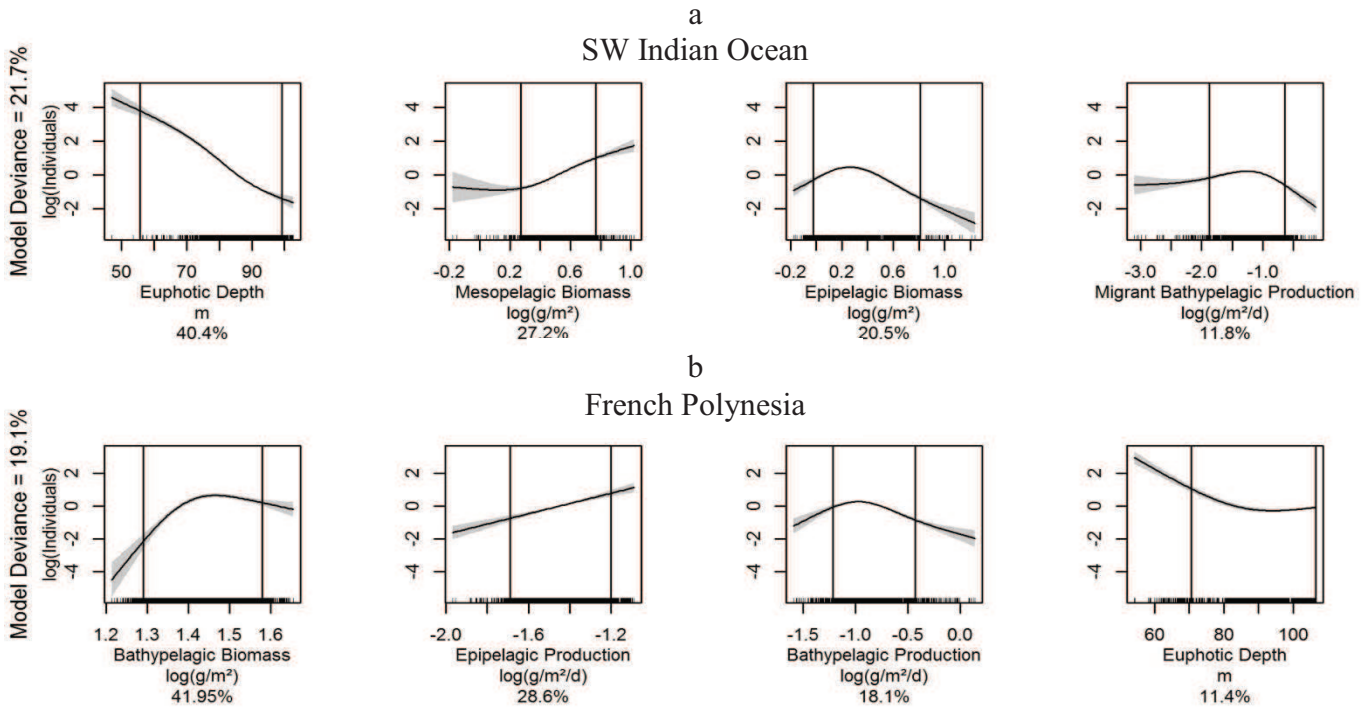 a
SW Indian Ocean
Model Deviance = 21.7%
log(Individuals)
4
2
0
-2
50 70 90
Euphotic Depth
m
40.4%
4
2
0
-2
-0.2 0.2 0.6 1.0
Mesopelagic Biomass
log(g/m²)
27.2%
4
2
0
-2
-0.2 0.2 0.6 1.0
Epipelagic Biomass
log(g/m²)
20.5%
4
2
0
-2
-3.0 -2.0 -1.0
Migrant Bathypelagic Production
log(g/m²/d)
11.8%
b
French Polynesia
Model Deviance = 19.1%
log(Individuals)
2
0
-2
-4
1.2 1.3 1.4 1.5 1.6
Bathypelagic Biomass
log(g/m²)
41.95%
2
0
-2
-4
-2.0 -1.6 -1.2
Epipelagic Production
log(g/m²/d)
28.6%
2
0
-2
-4
-1.5 -1.0 -0.5 0.0
Bathypelagic Production
log(g/m²/d)
18.1%
2
0
-2
-4
60 80 100
Euphotic Depth
m
11.4%